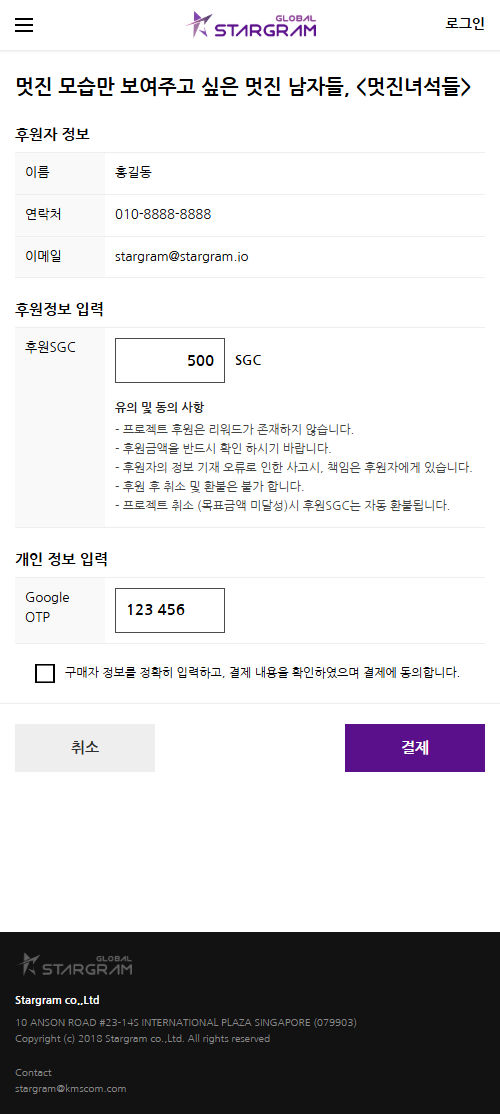 GLOBAL
STARGRAM
로그인
멋진 모습만 보여주고 싶은 멋진 남자들, <멋진녀석들>
후원자 정보
이름 홍길동
연락처 010-8888-8888
이메일 stargram@stargram.io
후원정보 입력
후원SGC 500 SGC
유의 및 동의 사항
- 프로젝트 후원은 리워드가 존재하지 않습니다.
- 후원금액을 반드시 확인 하시기 바랍니다.
- 후원자의 정보 기재 오류로 인한 사고시, 책임은 후원자에게 있습니다.
- 후원 후 취소 및 환불은 불가 합니다.
- 프로젝트 취소 (목표금액 미달성)시 후원SGC는 자동 환불됩니다.
개인 정보 입력
Google
OTP
123 456
구매자 정보를 정확히 입력하고, 결제 내용을 확인하였으며 결제에 동의합니다.
취소 결제
GLOBAL
STARGRAM
Stargram co.,Ltd
10 ANSON ROAD #23-14S INTERNATIONAL PLAZA SINGAPORE (079903)
Copyright (c) 2018 Stargram co.,Ltd. All rights reserved
Contact
stargram@kmscom.com